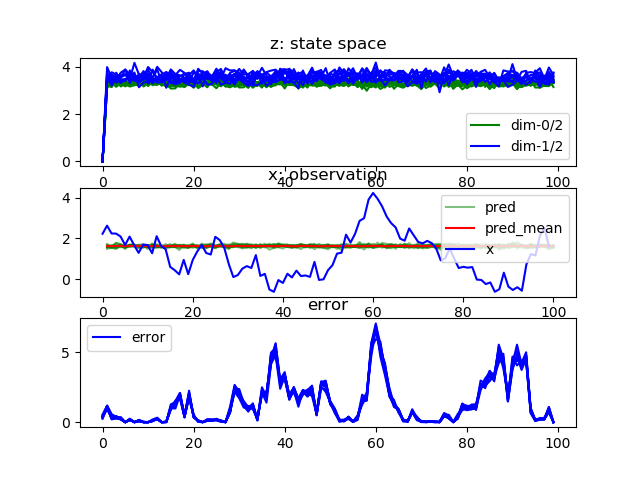 z: state space
4
2
0
dim-0/2
dim-1/2
0 20 40 60 80 100
x: observation
4
2
0
pred
pred_mean
x
0 20 40 60 80 100
error
5
0
error
0 20 40 60 80 100